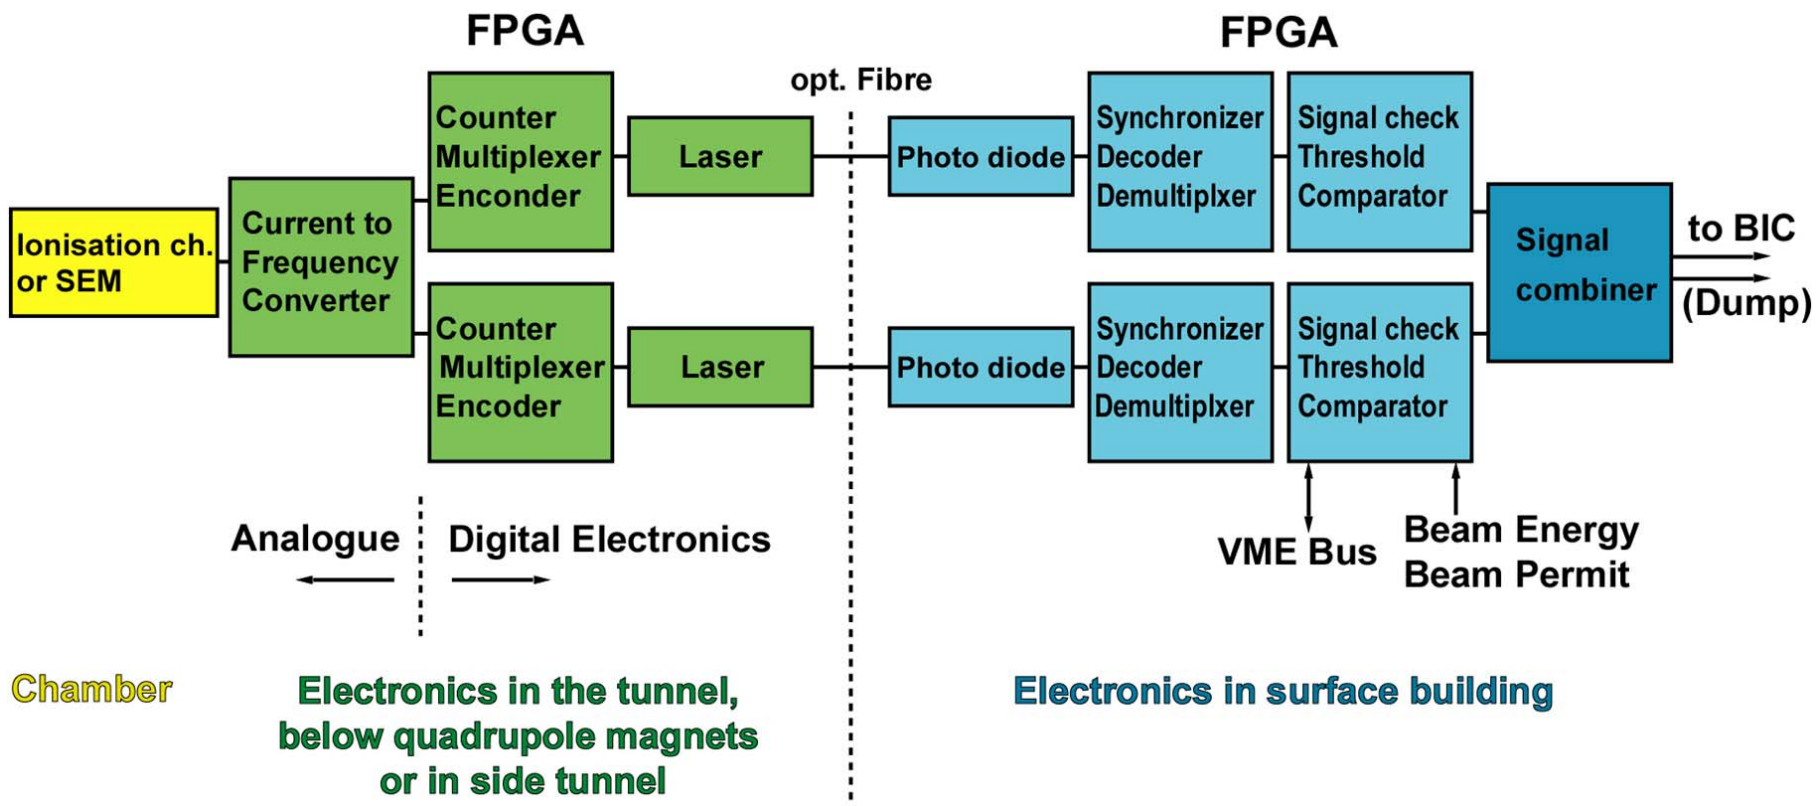 FPGA
FPGA
opt. Fibre
Counter
Multiplexer
Enconder
Laser
Photo diode
Synchronizer
Decoder
Demultiplxer
Signal check
Threshold
Comparator
Ionisation ch.
or SEM
Current to
Frequency
Converter
Signal
combiner
to BIC
(Dump)
Counter
Multiplexer
Encoder
Laser
Photo diode
Synchronizer
Decoder
Demultiplxer
Signal check
Threshold
Comparator
Analogue
Digital Electronics
VME Bus
Beam Energy
Beam Permit
Chamber
Electronics in the tunnel,
below quadrupole magnets
or in side tunnel
Electronics in surface building